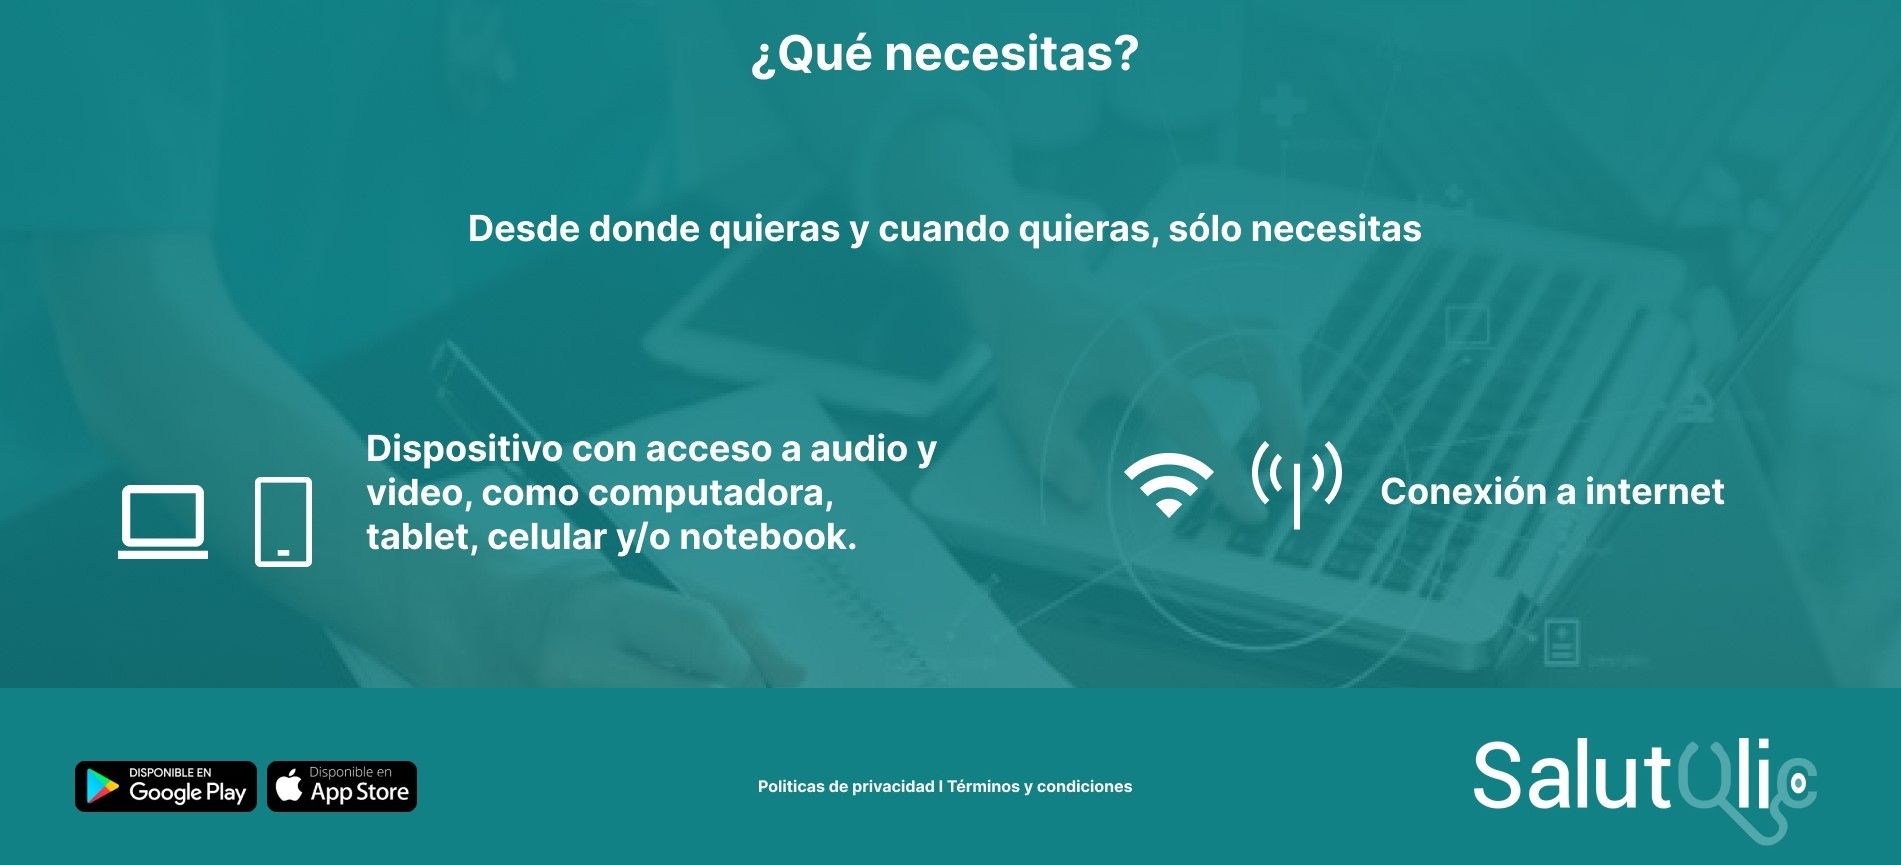 ¿Qué necesitas?
Desde donde quieras y cuando quieras, sólo necesitas
Dispositivo con acceso a audio y
video, como computadora,
tablet, celular y/o notebook.
Conexión a internet
DISPONIBLE EN
Google Play
Disponible en
App Store
Politicas de privacidad I Términos y condiciones